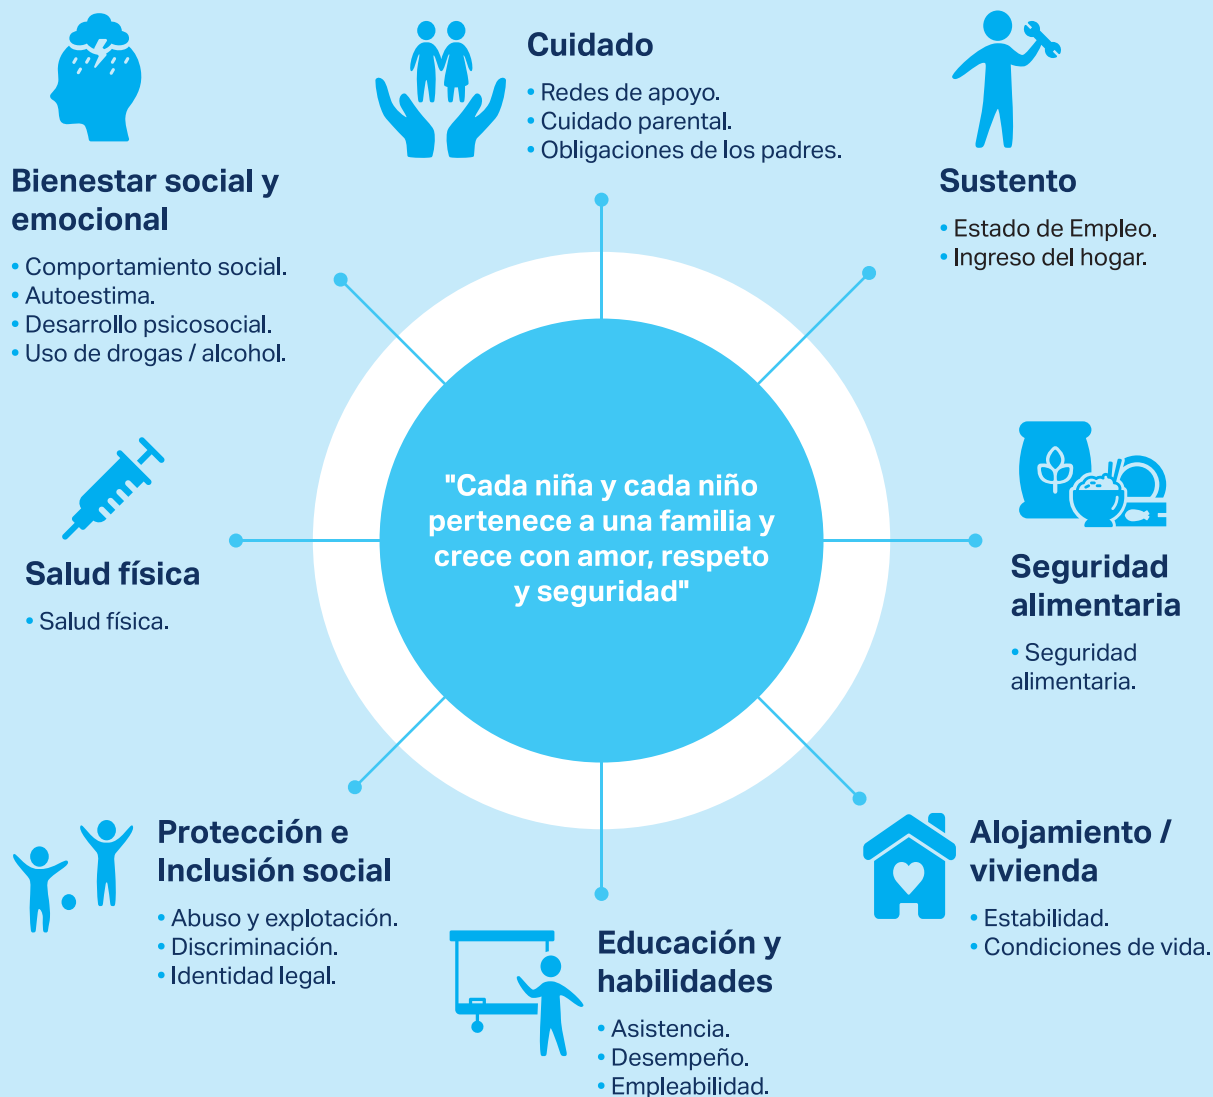 Cuidado
• Redes de apoyo.
• Cuidado parental.
• Obligaciones de los padres.
Sustento
• Estado de Empleo.
• Ingreso del hogar.
Bienestar social y
emocional
• Comportamiento social.
• Autoestima.
• Desarrollo psicosocial.
• Uso de drogas / alcohol.
"Cada niña y cada niño
pertenece a una familia y
crece con amor, respeto
y seguridad"
Salud física
• Salud física.
Seguridad
alimentaria
• Seguridad
alimentaria.
Protección e
Inclusión social
• Abuso y explotación.
• Discriminación.
• Identidad legal.
Alojamiento /
vivienda
• Estabilidad.
• Condiciones de vida.
Educación y
habilidades
• Asistencia.
• Desempeño.
• Empleabilidad.